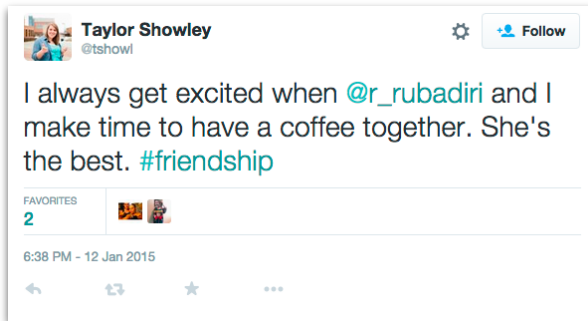 Taylor Showley
@tshowl
Follow
I always get excited when @r_rubadiri and I
make time to have a coffee together. She's
the best. #friendship
FAVORITES
2
6:38 PM - 12 Jan 2015